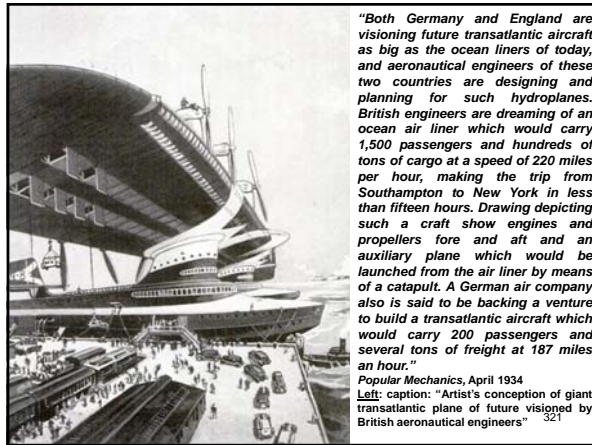 “Both Germany and England are
visioning future transatlantic aircraft
as big as the ocean liners of today,
and aeronautical engineers of these
two countries are designing and
planning for such hydroplanes.
British engineers are dreaming of an
ocean air liner which would carry
1,500 passengers and hundreds of
tons of cargo at a speed of 220 miles
per hour, making the trip from
Southampton to New York in less
than fifteen hours. Drawing depicting
such a craft show engines and
propellers fore and aft and an
auxiliary plane which would be
launched from the air liner by means
of a catapult. A German air company
also is said to be backing a venture
to build a transatlantic aircraft which
would carry 200 passengers and
several tons of freight at 187 miles
an hour.”
Popular Mechanics, April 1934
Left: caption: “Artist’s conception of giant
transatlantic plane of future visioned by
British aeronautical engineers”
321